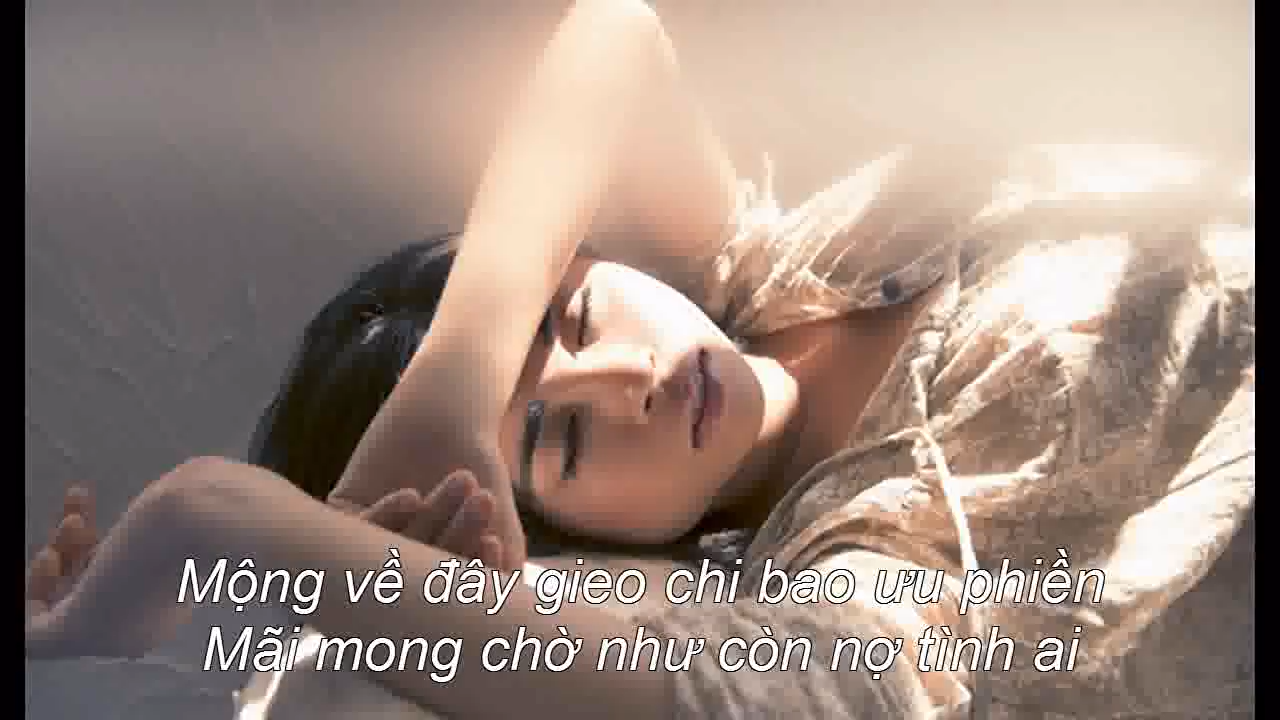 Mộng về đây gieo chi bao ưu phiền
Mãi mong chờ như còn nợ tình ai